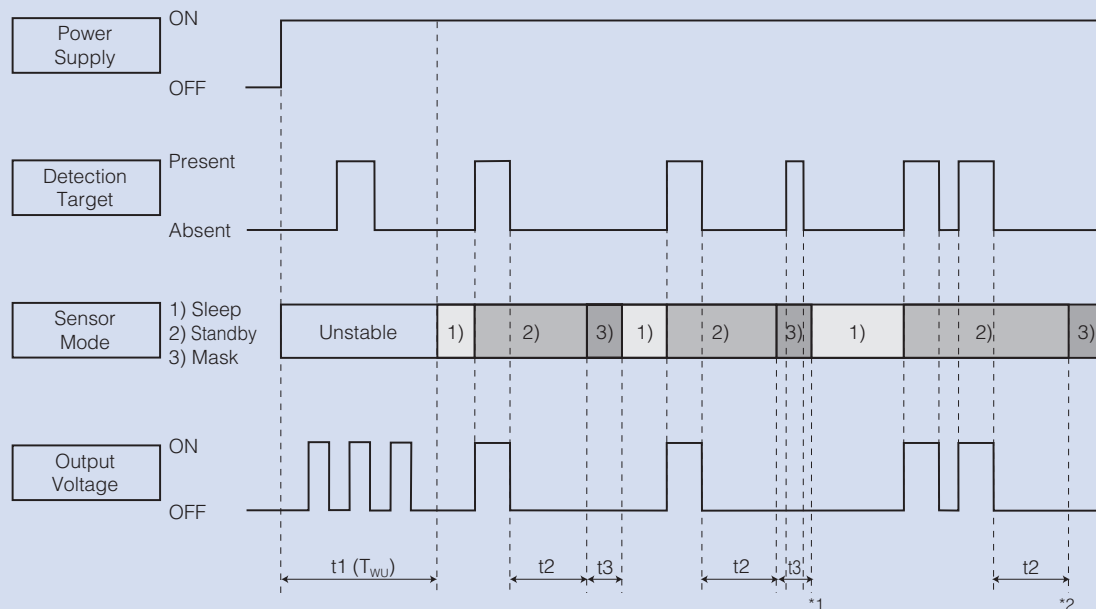 Power
Supply
ON
OFF
Detection
Target
Present
Absent
Sensor
Mode
1) Sleep
2) Standby
3) Mask
Unstable 1) 2) 3) 1) 2) 3) 1) 2) 3)
Output
Voltage
ON
OFF
t1 (TWU) t2 t3 t2 t3 t2
*1 *2